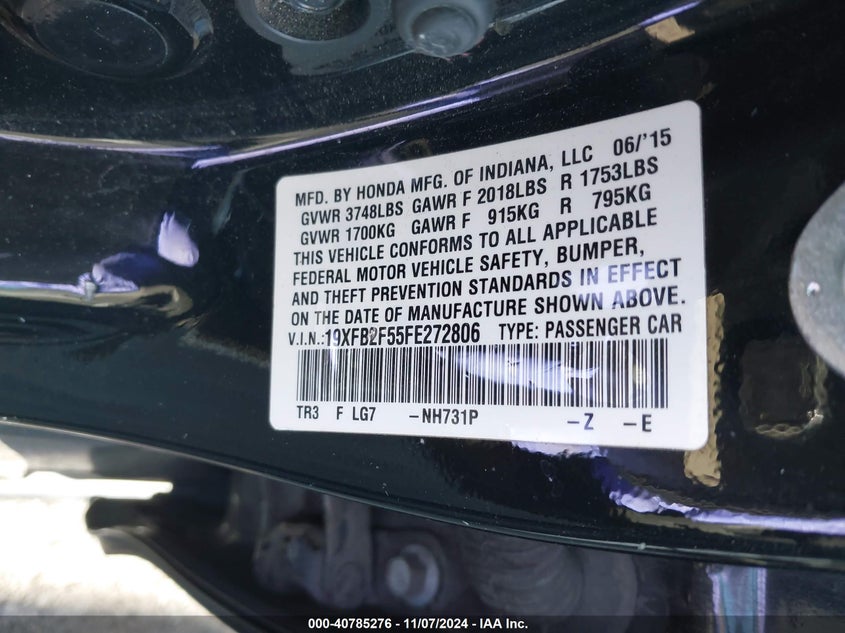 MFD. BY HONDA MFG. OF INDIANA, LLC 06/'15
GVWR 3748LBS GAWR F 2018LBS R 1753LBS
GVWR 1700KG GAWR F 915KG R 795KG
THIS VEHICLE CONFORMS TO ALL APPLICABLE
FEDERAL MOTOR VEHICLE SAFETY, BUMPER,
AND THEFT PREVENTION STANDARDS IN EFFECT
ON THE DATE OF MANUFACTURE SHOWN ABOVE.
V.I.N.:19XFB2F55FE272806 TYPE: PASSENGER CAR
TR3 F LG7 –NH731P –Z –E
000-40785276 - 11/07/2024 - IAA Inc.